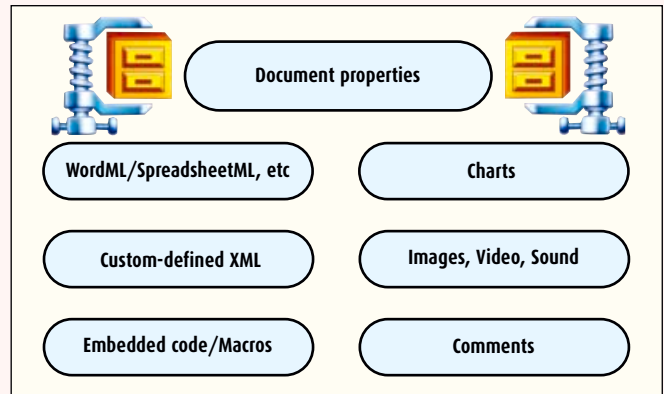 Document properties
WordML/SpreadsheetML, etc
Charts
Custom-defined XML
Images, Video, Sound
Embedded code/Macros
Comments